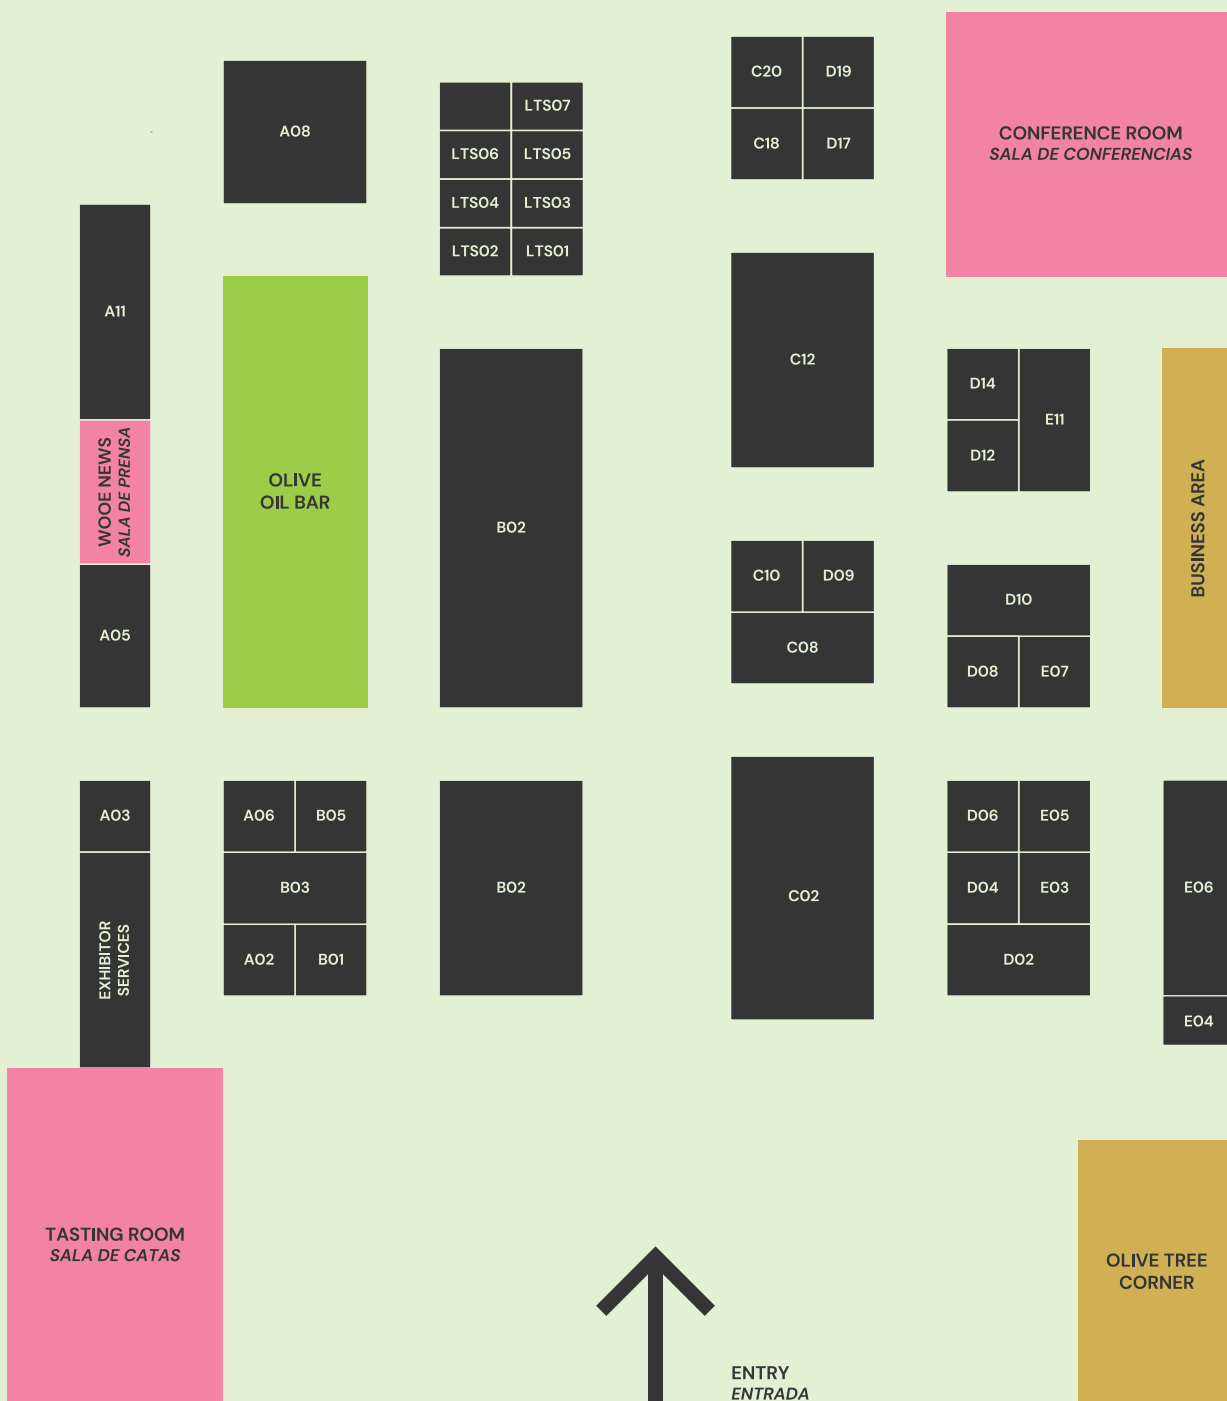 C20
D19
CONFERENCE ROOM
SALA DE CONFERENCIAS
A08
LTS07
C18
D17
LTS06
LTS05
LTS04
LTS03
LTS02
LTS01
A11
C12
D14
E11
D12
WOOE NEWS
SALA DE PRENSA
OLIVE
OIL BAR
B02
BUSINESS AREA
C10
D09
D10
A05
C08
D08
E07
A03
A06
B05
D06
E05
B03
B02
C02
D04
E03
E06
EXHIBITOR
SERVICES
A02
B01
D02
E04
TASTING ROOM
SALA DE CATAS
OLIVE TREE
CORNER
ENTRY
ENTRADA